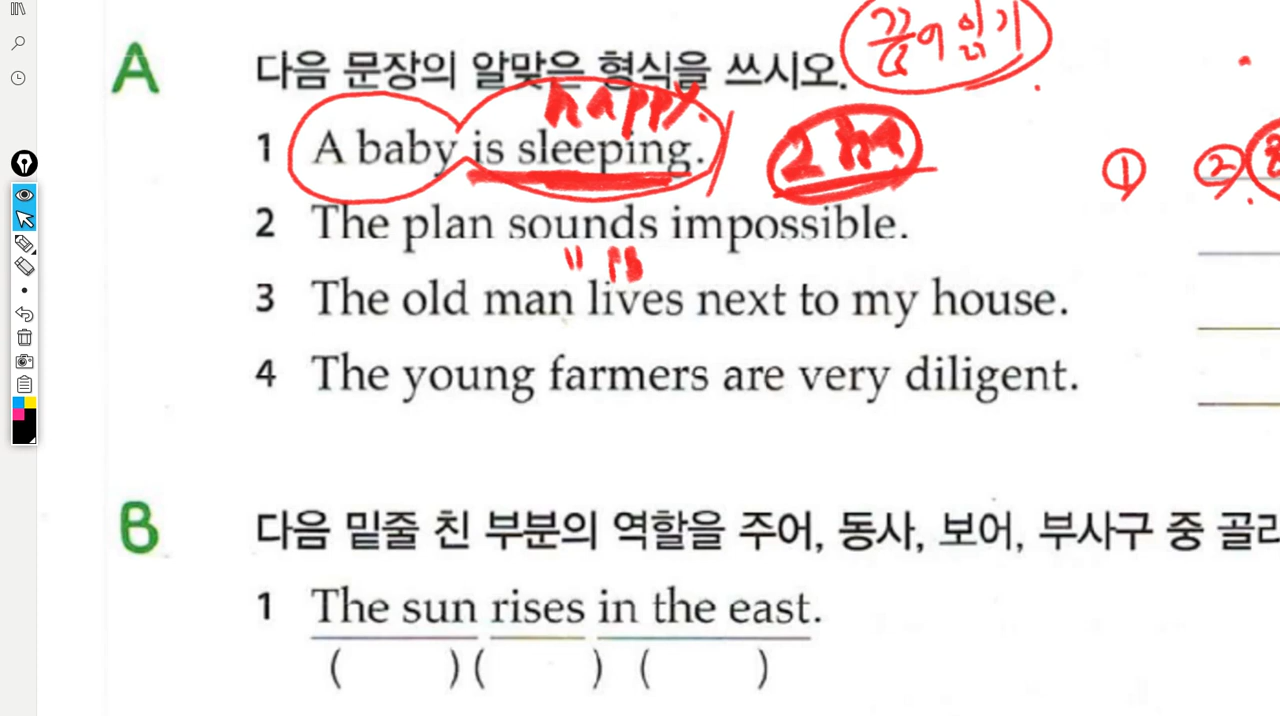 끊어 읽기
A 다음 문장의 알맞은 형식을 쓰시오.
happy.
1 A baby is sleeping.
① ②
2 The plan sounds impossible.
3 The old man lives next to my house.
4 The young farmers are very diligent.
B 다음 밑줄 친 부분의 역할을 주어, 동사, 보어, 부사구 중 골라
1 The sun rises in the east.
( ) ( ) ( )